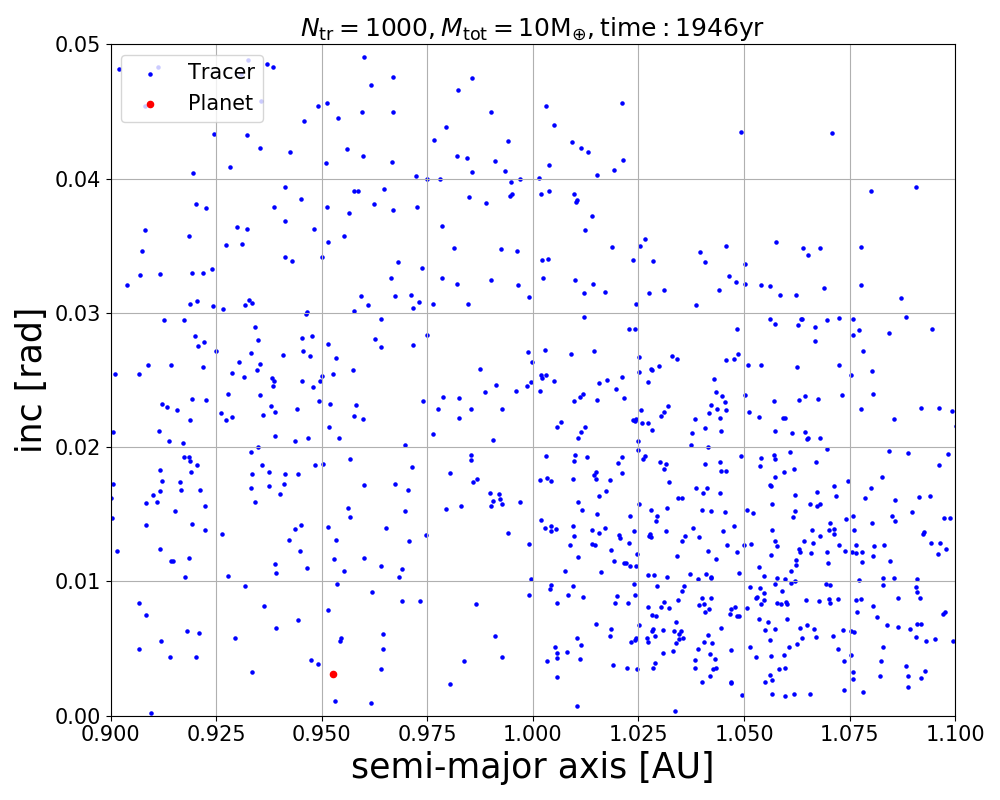 N_tr = 1000, M_tot = 10M_⊕, time : 1946yr
Tracer
Planet
inc [rad]
0.05
0.04
0.03
0.02
0.01
0.00
0.900 0.925 0.950 0.975 1.000 1.025 1.050 1.075 1.100
semi-major axis [AU]